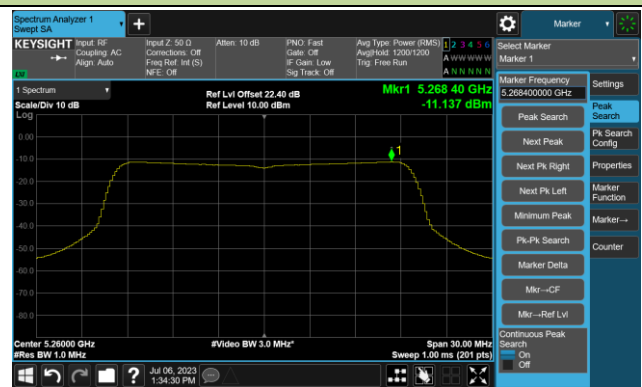 Spectrum Analyzer 1
Swept SA
+
Marker
KEYSIGHT
Input: RF
Coupling: AC
Align: Auto
Input Z: 50 Ω
Corrections: Off
Freq Ref: Int (S)
NFE: Off
Atten: 10 dB
PNO: Fast
Gate: Off
IF Gain: Low
Sig Track: Off
Avg Type: Power (RMS)
Avg|Hold: 1200/1200
Trig: Free Run
1 2 3 4 5 6
A W W W W W
A N N N N N
LW
Select Marker
Marker 1
1 Spectrum
Scale/Div 10 dB
Log
Ref Lvl Offset 22.40 dB
Ref Level 10.00 dBm
Mkr1 5.268 40 GHz
-11.137 dBm
0.00
-10.0
-20.0
-30.0
-40.0
-50.0
-60.0
-70.0
-80.0
1
Center 5.26000 GHz
#Res BW 1.0 MHz
#Video BW 3.0 MHz*
Span 30.00 MHz
Sweep 1.00 ms (201 pts)
Marker Frequency
5.268400000 GHz
Peak Search
Next Peak
Next Pk Right
Next Pk Left
Minimum Peak
Pk-Pk Search
Marker Delta
Mkr→CF
Mkr→Ref Lvl
Continuous Peak
Search
On
Off
Settings
Peak
Search
Pk Search
Config
Properties
Marker
Function
Marker→
Counter
?
Jul 06, 2023
1:34:30 PM